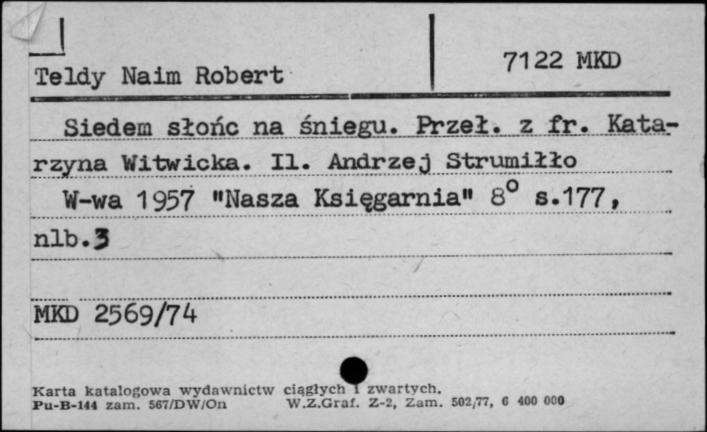 7122 MKD
Teldy Naim Robert
Siedem słońc na śniegu. Przeł. z fr. Kata-
rzyna Witwicka. Il. Andrzej Strumiłło
W-wa 1957 "Nasza Księgarnia" 8° s.177,
nlb.3
MKD 2569/74
Karta katalogowa wydawnictw ciągłych i zwartych.
Pu-B-144 zam. 567/DW/On W.Z.Graf. Z-2, Zam. 502/77, 6 400 000